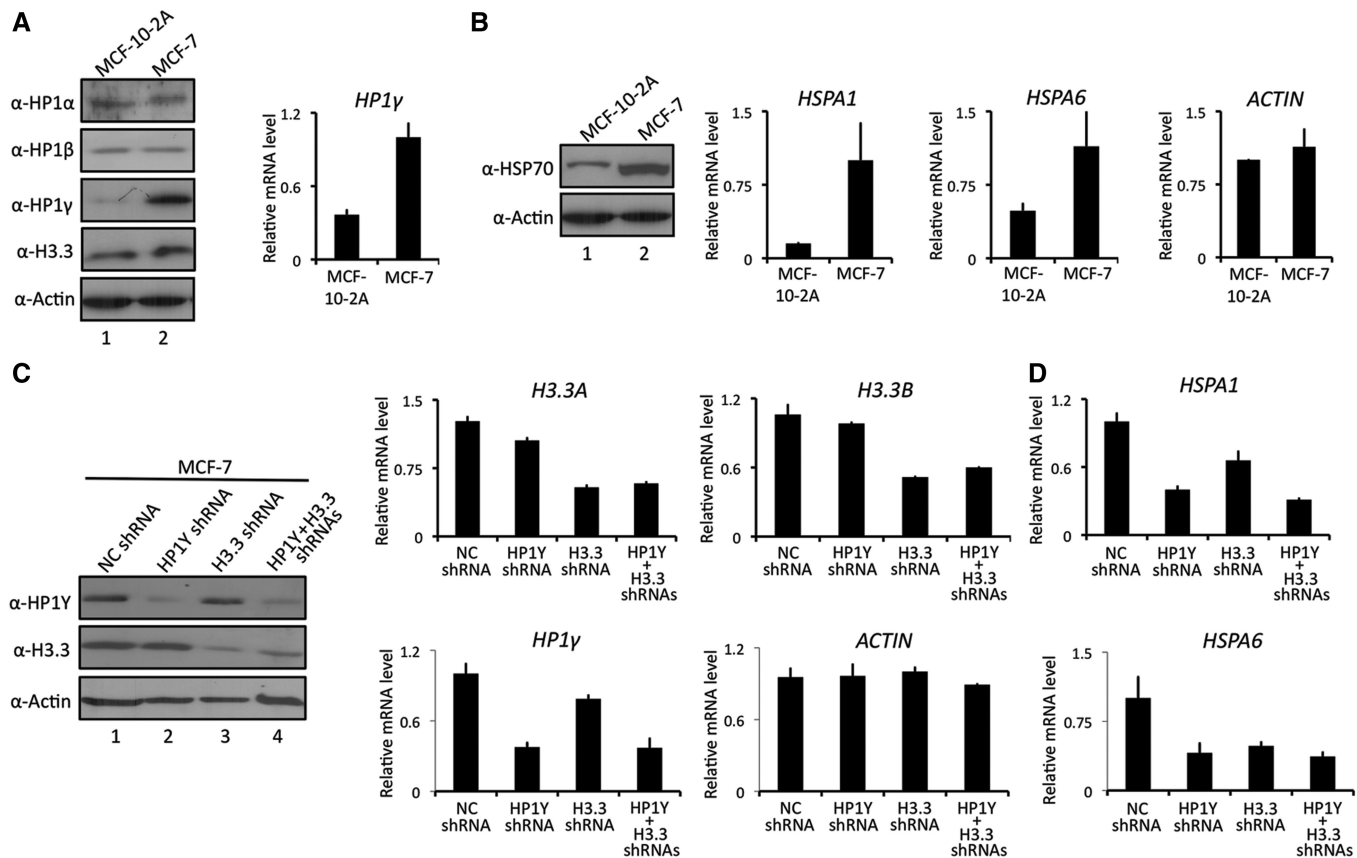 A
MCF-10-2A
MCF-7
α-HP1α
α-HP1β
α-HP1γ
α-H3.3
α-Actin
1 2
HP1γ
Relative mRNA level
1.2
0.6
0
MCF-
10-2A
MCF-7
B
MCF-10-2A
MCF-7
α-HSP70
α-Actin
1 2
HSPA1
Relative mRNA level
1.5
0.75
0
MCF-
10-2A
MCF-7
HSPA6
Relative mRNA level
1.5
0.75
0
MCF-
10-2A
MCF-7
ACTIN
Relative mRNA level
1.5
0.75
0
MCF-
10-2A
MCF-7
C
MCF-7
NC shRNA
HP1Y shRNA
H3.3 shRNA
HP1Y+H3.3
shRNAs
α-HP1Y
α-H3.3
α-Actin
1 2 3 4
H3.3A
Relative mRNA level
1.5
0.75
0
NC
shRNA
HP1Y
shRNA
H3.3
shRNA
HP1Y
+
H3.3
shRNAs
H3.3B
Relative mRNA level
1.2
0.6
0
NC
shRNA
HP1Y
shRNA
H3.3
shRNA
HP1Y
+
H3.3
shRNAs
HP1γ
Relative mRNA level
1.2
0.6
0
NC
shRNA
HP1Y
shRNA
H3.3
shRNA
HP1Y
+
H3.3
shRNAs
ACTIN
Relative mRNA level
1.2
0.6
0
NC
shRNA
HP1Y
shRNA
H3.3
shRNA
HP1Y
+
H3.3
shRNAs
D
HSPA1
Relative mRNA level
1.2
0.6
0
NC
shRNA
HP1Y
shRNA
H3.3
shRNA
HP1Y
+
H3.3
shRNAs
HSPA6
Relative mRNA level
1.5
0.75
0
NC
shRNA
HP1Y
shRNA
H3.3
shRNA
HP1Y
+
H3.3
shRNAs